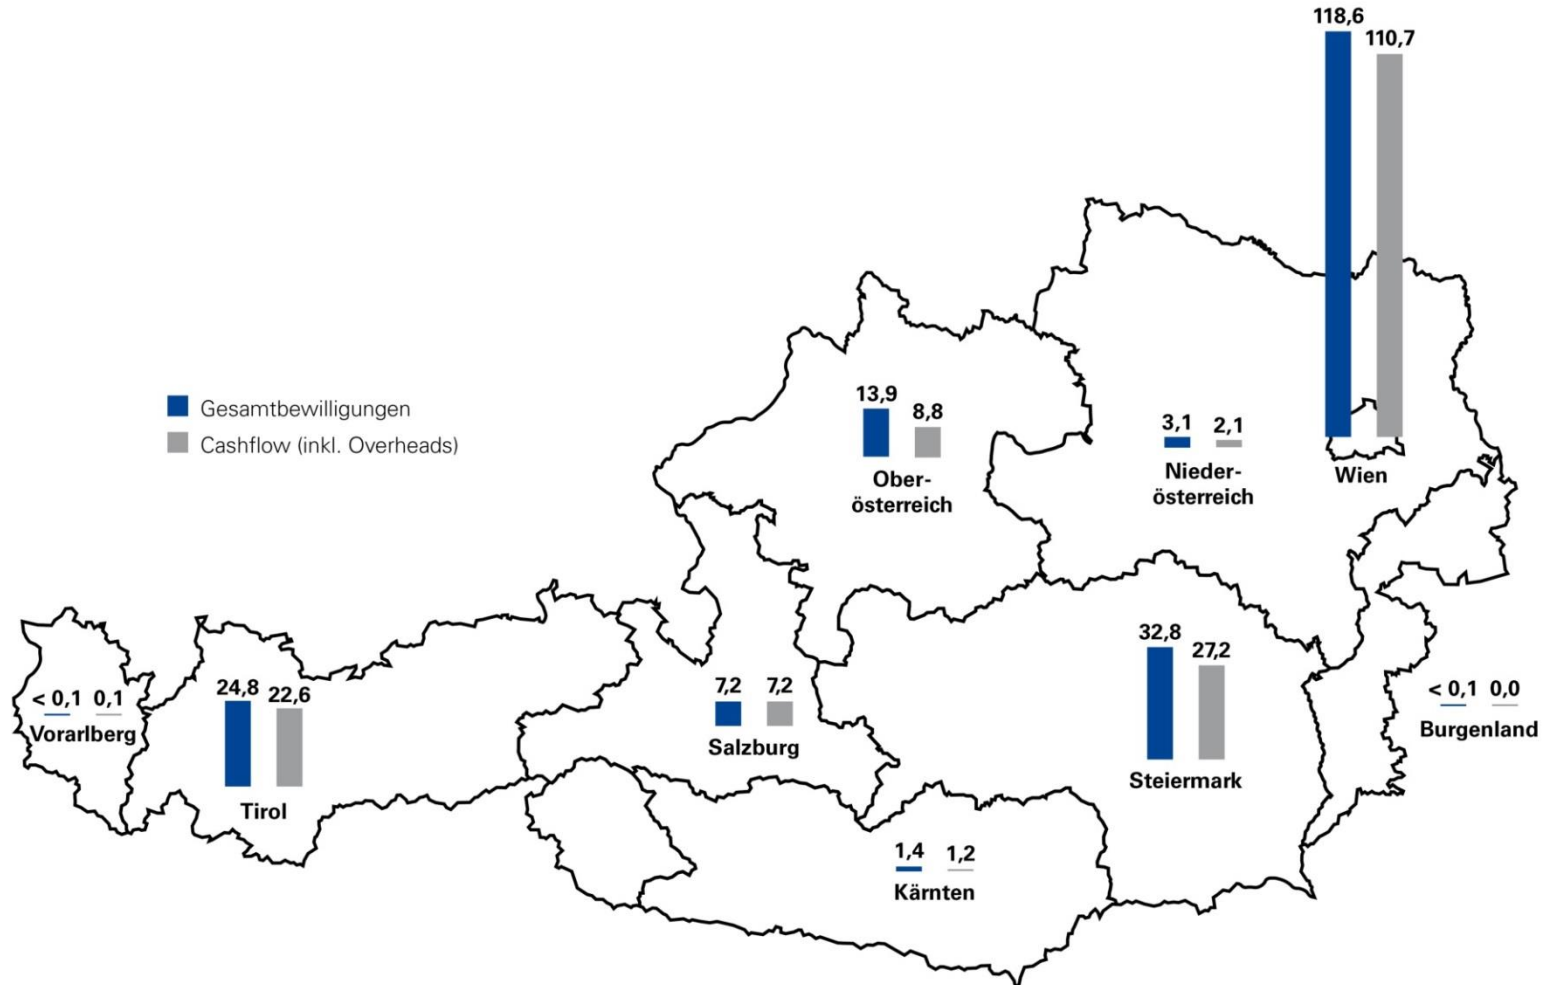 118,6
110,7
Gesamtbewilligungen
Cashflow (inkl. Overheads)
13,9
8,8
Ober-
österreich
3,1
2,1
Nieder-
österreich
Wien
< 0,1
0,1
Vorarlberg
24,8
22,6
Tirol
7,2
7,2
Salzburg
32,8
27,2
Steiermark
< 0,1
0,0
Burgenland
1,4
1,2
Kärnten